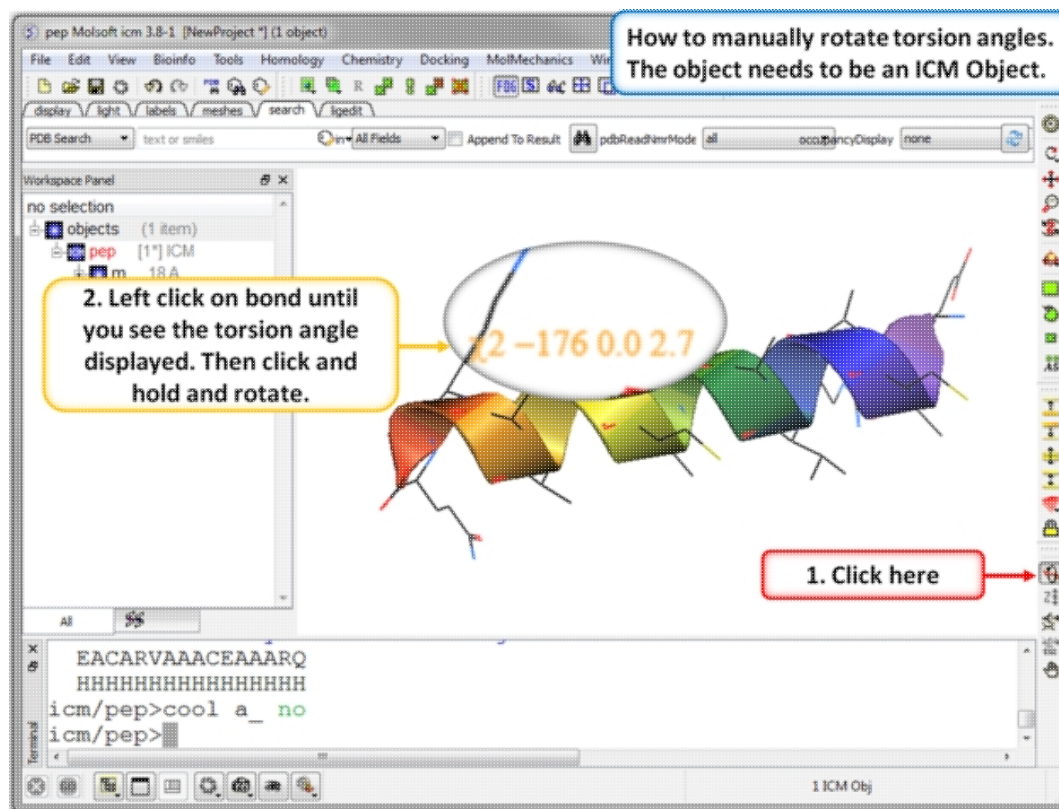 pep Molsoft icm 3.8-1 [NewProject *] (1 object)
How to manually rotate torsion angles.
The object needs to be an ICM Object.
File Edit View Bioinfo Tools Homology Chemistry Docking MolMechanics
display light labels meshes search ligedit
PDB Search text or smiles in All Fields Append To Result pdbReadNmrMode all occupancyDisplay none
Workspace Panel
no selection
objects (1 item)
pep [1*] ICM
m 18 A
2. Left click on bond until
you see the torsion angle
displayed. Then click and
hold and rotate.
χ2 −176 0.0 2.7
1. Click here
All
EACARVAAACEAAARQ
HHHHHHHHHHHHHHHH
icm/pep>cool a_ no
icm/pep>
Terminal
1 ICM Obj